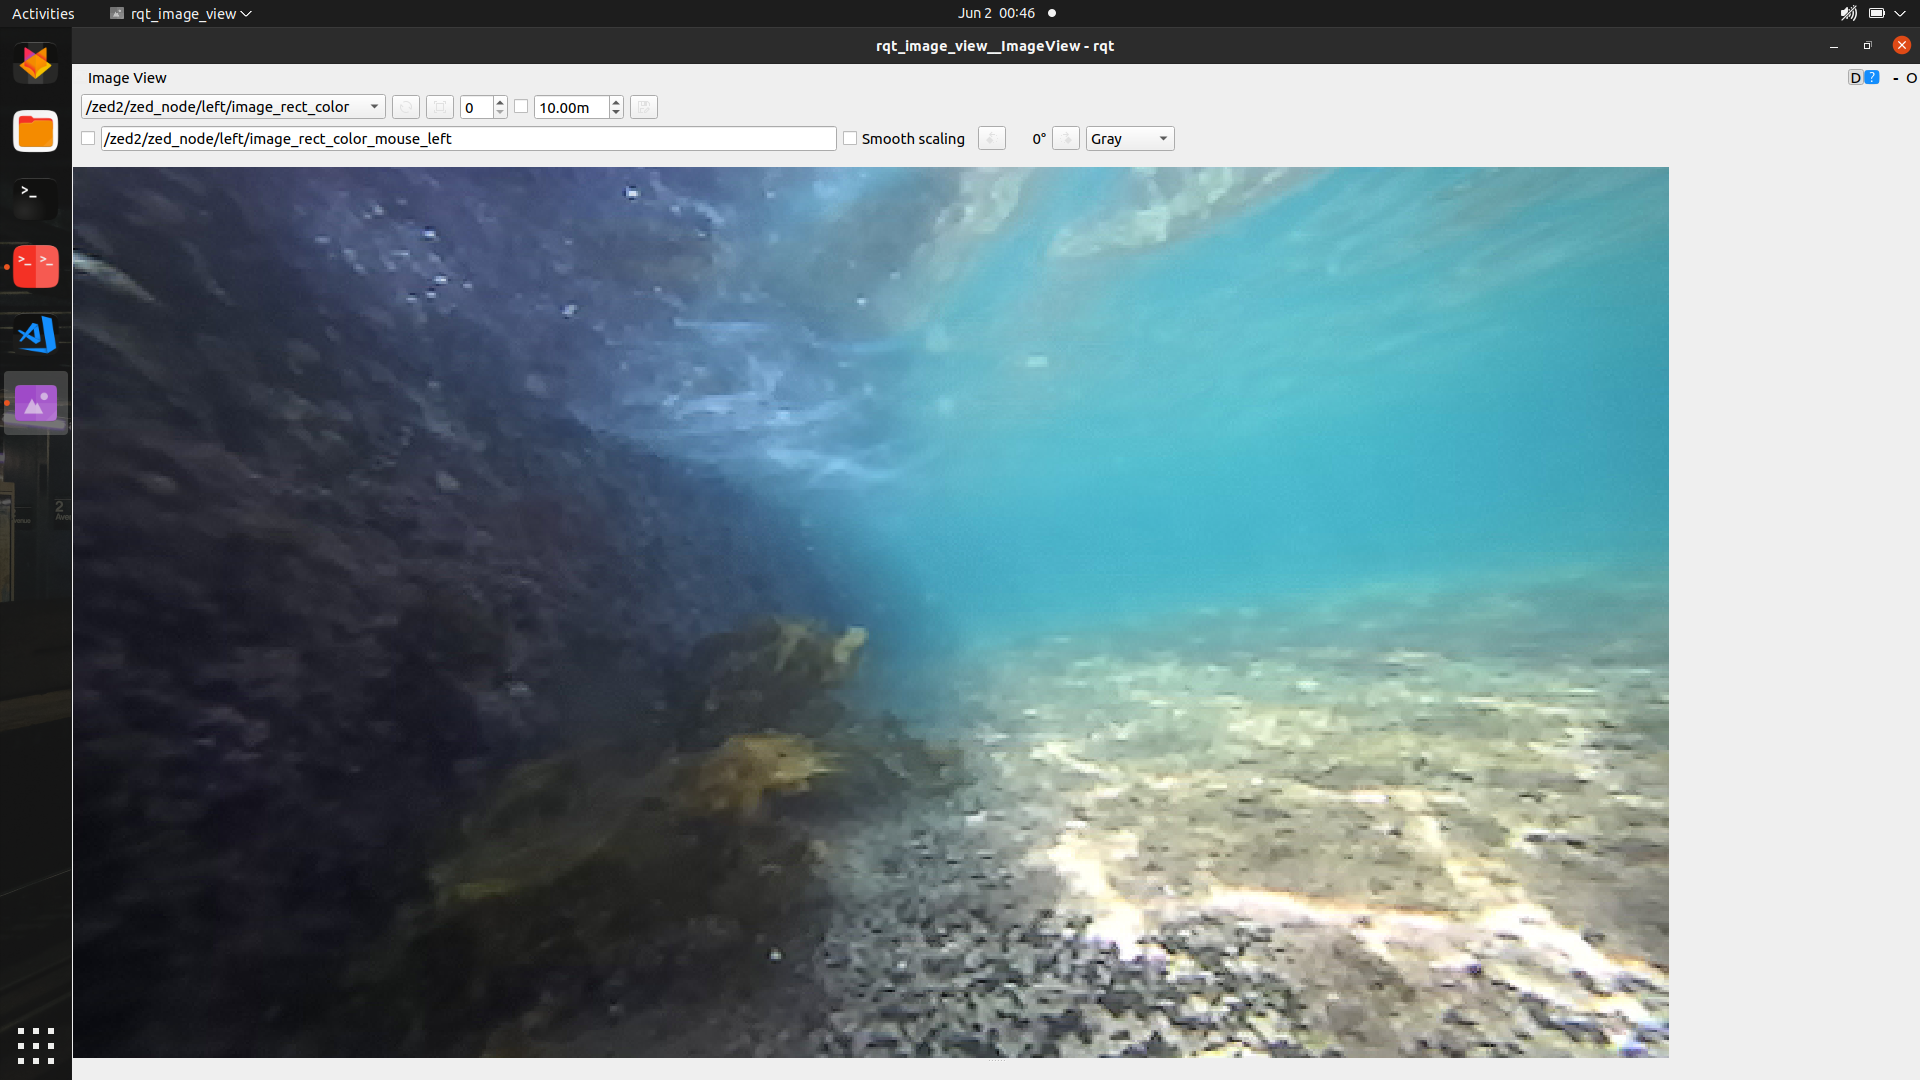 Activities
rqt_image_view
Jun 2 00:46
rqt_image_view__ImageView - rqt
Image View
D
?
- O
/zed2/zed_node/left/image_rect_color
0
10.00m
/zed2/zed_node/left/image_rect_color_mouse_left
Smooth scaling
0°
Gray
>_
>_ >_
2